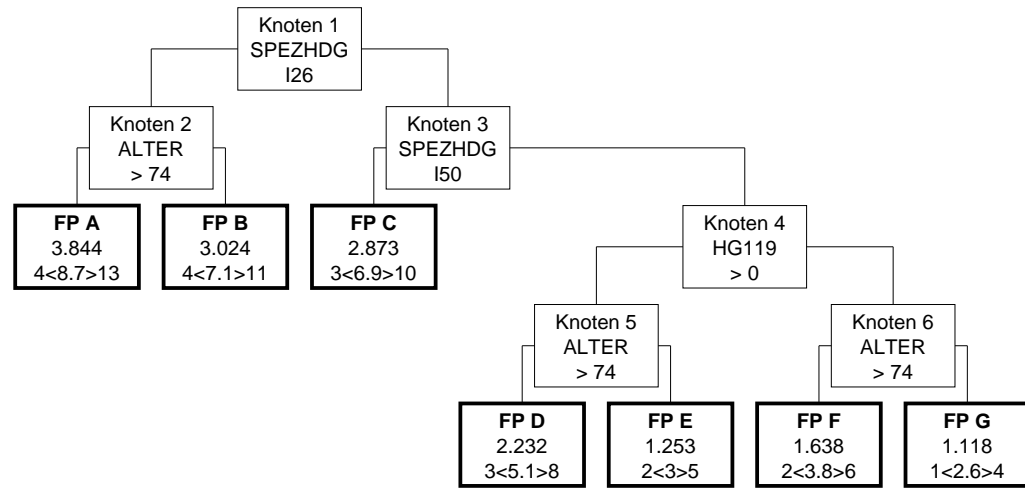 Knoten 1
SPEZHDG
I26
Knoten 2
ALTER
> 74
Knoten 3
SPEZHDG
I50
FP A
3.844
4<8.7>13
FP B
3.024
4<7.1>11
FP C
2.873
3<6.9>10
Knoten 4
HG119
> 0
Knoten 5
ALTER
> 74
Knoten 6
ALTER
> 74
FP D
2.232
3<5.1>8
FP E
1.253
2<3>5
FP F
1.638
2<3.8>6
FP G
1.118
1<2.6>4